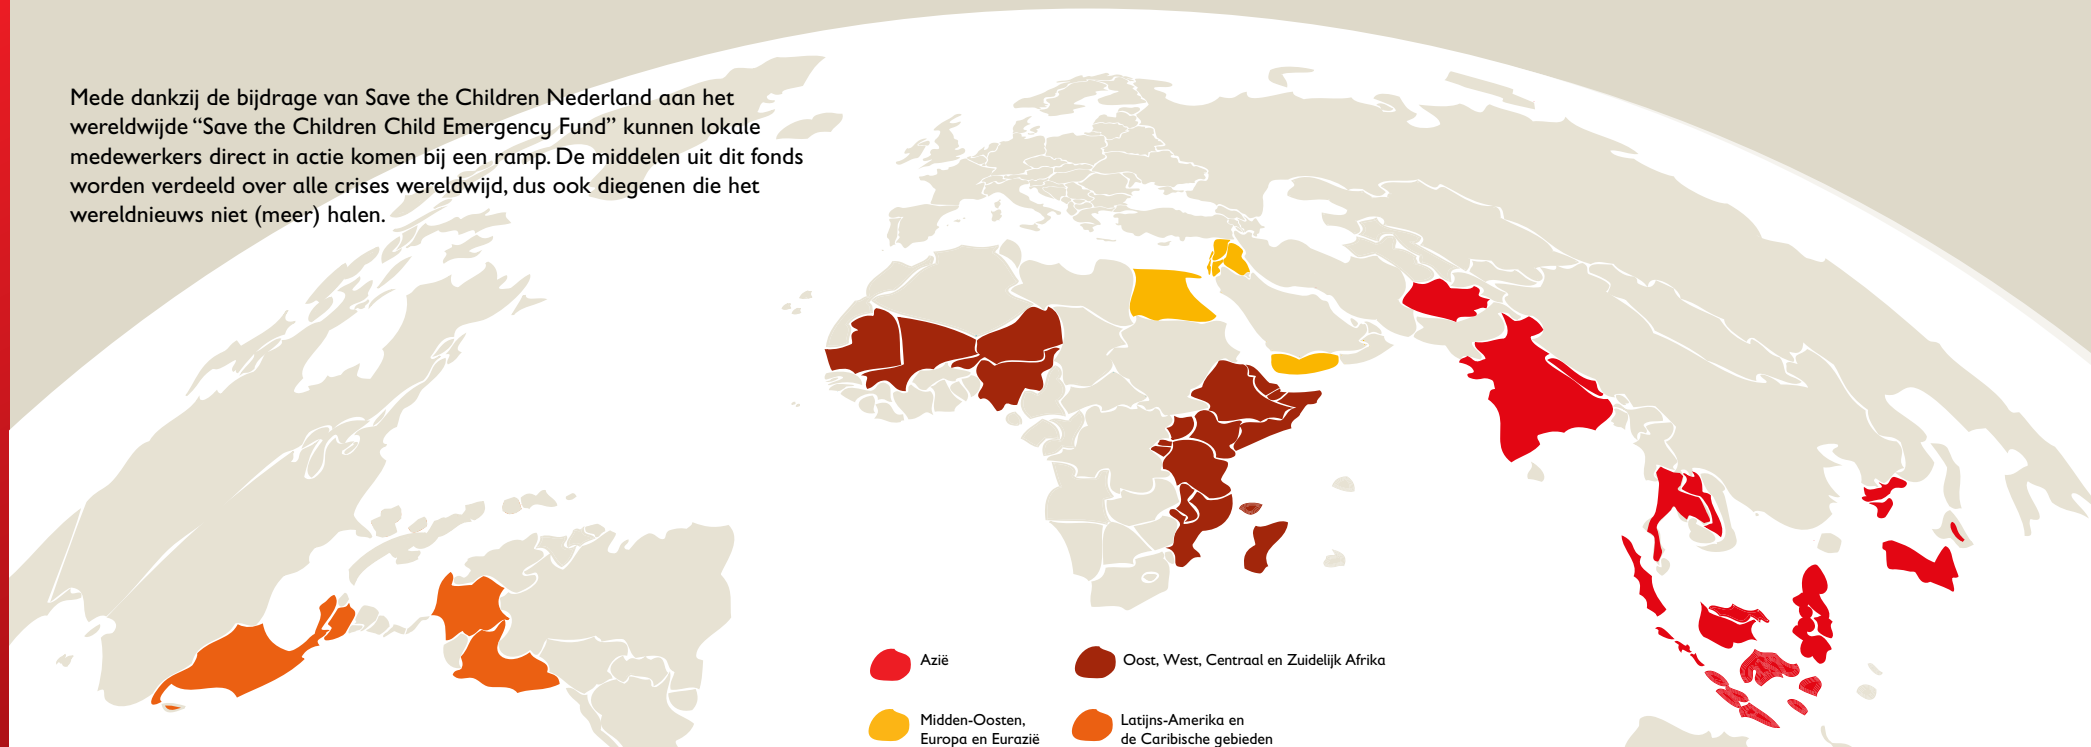 Mede dankzij de bijdrage van Save the Children Nederland aan het
wereldwijde “Save the Children Child Emergency Fund” kunnen lokale
medewerkers direct in actie komen bij een ramp. De middelen uit dit fonds
worden verdeeld over alle crises wereldwijd, dus ook diegenen die het
wereldnieuws niet (meer) halen.
Azië
Oost, West, Centraal en Zuidelijk Afrika
Midden-Oosten,
Europa en Eurazië
Latijns-Amerika en
de Caribische gebieden